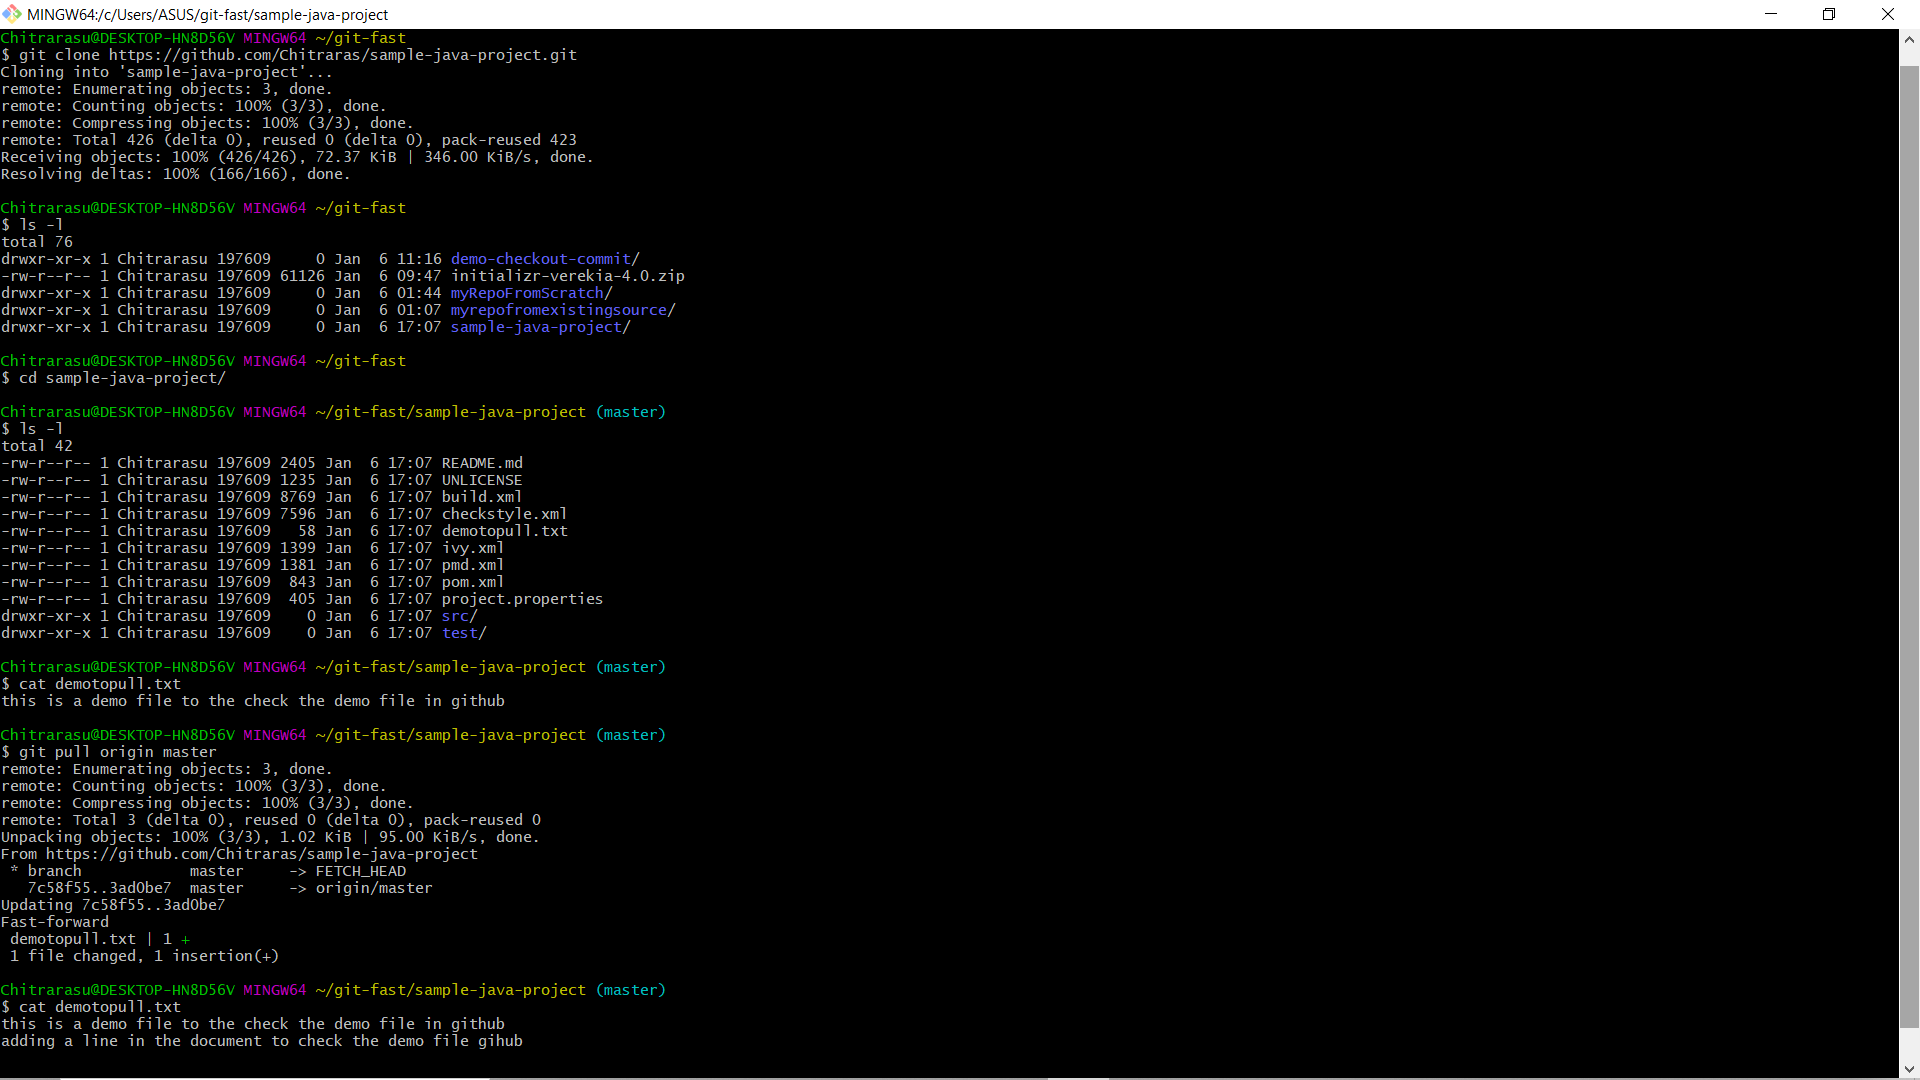 MINGW64:/c/Users/ASUS/git-fast/sample-java-project
Chitrarasu@DESKTOP-HN8D56V MINGW64 ~/git-fast
$ git clone https://github.com/Chitraras/sample-java-project.git
Cloning into 'sample-java-project'...
remote: Enumerating objects: 3, done.
remote: Counting objects: 100% (3/3), done.
remote: Compressing objects: 100% (3/3), done.
remote: Total 426 (delta 0), reused 0 (delta 0), pack-reused 423
Receiving objects: 100% (426/426), 72.37 KiB | 346.00 KiB/s, done.
Resolving deltas: 100% (166/166), done.

Chitrarasu@DESKTOP-HN8D56V MINGW64 ~/git-fast
$ ls -l
total 76
drwxr-xr-x 1 Chitrarasu 197609     0 Jan  6 11:16 demo-checkout-commit/
-rw-r--r-- 1 Chitrarasu 197609 61126 Jan  6 09:47 initializr-verekia-4.0.zip
drwxr-xr-x 1 Chitrarasu 197609     0 Jan  6 01:44 myRepoFromScratch/
drwxr-xr-x 1 Chitrarasu 197609     0 Jan  6 01:07 myrepofromexistingsource/
drwxr-xr-x 1 Chitrarasu 197609     0 Jan  6 17:07 sample-java-project/

Chitrarasu@DESKTOP-HN8D56V MINGW64 ~/git-fast
$ cd sample-java-project/

Chitrarasu@DESKTOP-HN8D56V MINGW64 ~/git-fast/sample-java-project (master)
$ ls -l
total 42
-rw-r--r-- 1 Chitrarasu 197609 2405 Jan  6 17:07 README.md
-rw-r--r-- 1 Chitrarasu 197609 1235 Jan  6 17:07 UNLICENSE
-rw-r--r-- 1 Chitrarasu 197609 8769 Jan  6 17:07 build.xml
-rw-r--r-- 1 Chitrarasu 197609 7596 Jan  6 17:07 checkstyle.xml
-rw-r--r-- 1 Chitrarasu 197609   58 Jan  6 17:07 demotopull.txt
-rw-r--r-- 1 Chitrarasu 197609 1399 Jan  6 17:07 ivy.xml
-rw-r--r-- 1 Chitrarasu 197609 1381 Jan  6 17:07 pmd.xml
-rw-r--r-- 1 Chitrarasu 197609  843 Jan  6 17:07 pom.xml
-rw-r--r-- 1 Chitrarasu 197609  405 Jan  6 17:07 project.properties
drwxr-xr-x 1 Chitrarasu 197609    0 Jan  6 17:07 src/
drwxr-xr-x 1 Chitrarasu 197609    0 Jan  6 17:07 test/

Chitrarasu@DESKTOP-HN8D56V MINGW64 ~/git-fast/sample-java-project (master)
$ cat demotopull.txt
this is a demo file to the check the demo file in github

Chitrarasu@DESKTOP-HN8D56V MINGW64 ~/git-fast/sample-java-project (master)
$ git pull origin master
remote: Enumerating objects: 3, done.
remote: Counting objects: 100% (3/3), done.
remote: Compressing objects: 100% (3/3), done.
remote: Total 3 (delta 0), reused 0 (delta 0), pack-reused 0
Unpacking objects: 100% (3/3), 1.02 KiB | 95.00 KiB/s, done.
From https://github.com/Chitraras/sample-java-project
 * branch            master     -> FETCH_HEAD
   7c58f55..3ad0be7  master     -> origin/master
Updating 7c58f55..3ad0be7
Fast-forward
 demotopull.txt | 1 +
 1 file changed, 1 insertion(+)

Chitrarasu@DESKTOP-HN8D56V MINGW64 ~/git-fast/sample-java-project (master)
$ cat demotopull.txt
this is a demo file to the check the demo file in github
adding a line in the document to check the demo file gihub